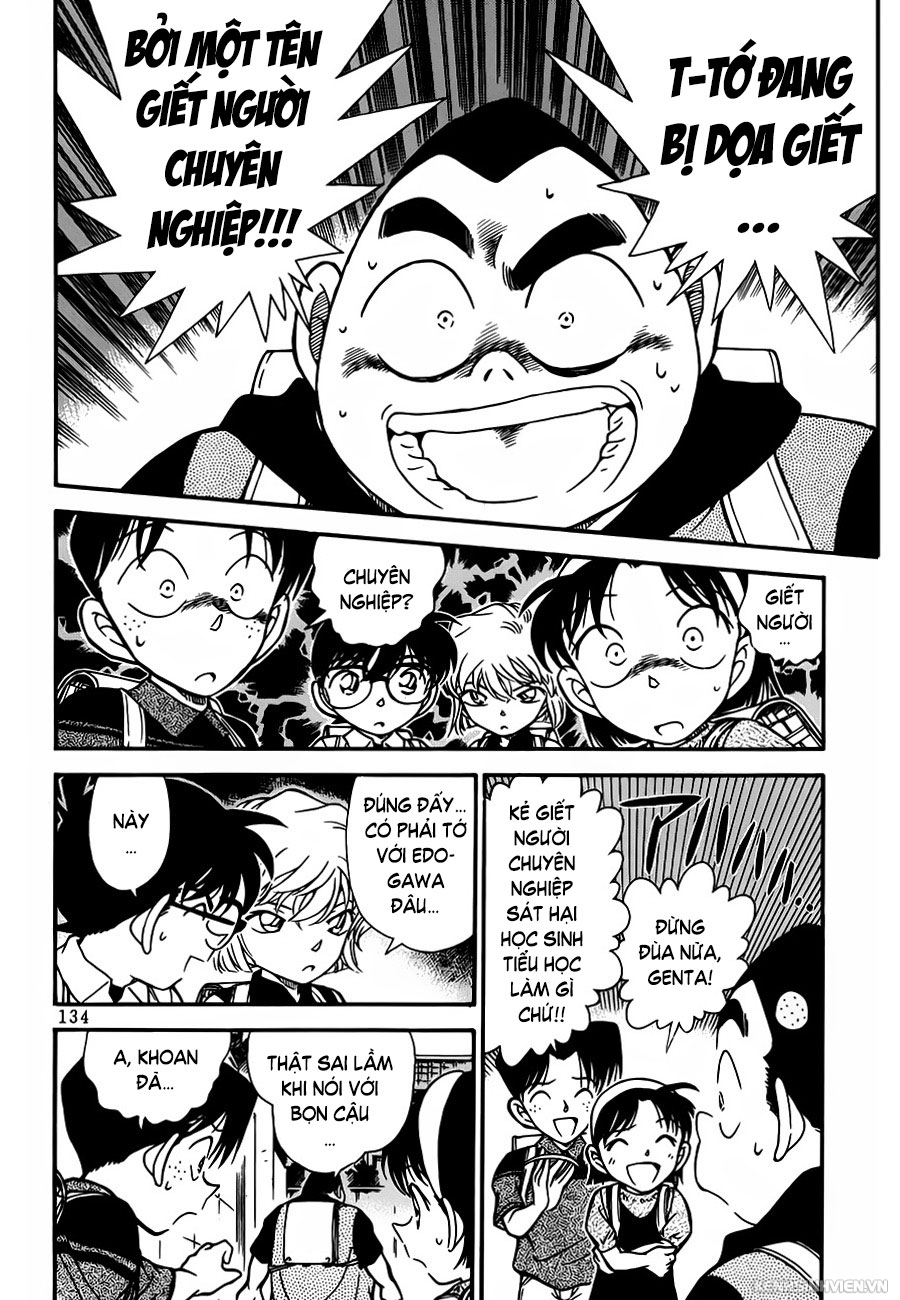 T-TỚ ĐANG
BỊ DỌA GIẾT
...
BỞI MỘT TÊN
GIẾT NGƯỜI
CHUYÊN
NGHIỆP!!!
GIẾT
NGƯỜI
...
CHUYÊN
NGHIỆP?
ĐỪNG
ĐÙA NỮA,
GENTA!
KẺ GIẾT
NGƯỜI
CHUYÊN
NGHIỆP
SÁT HẠI
HỌC SINH
TIỂU HỌC
LÀM GÌ
CHỨ!!
ĐÚNG ĐẤY...
CÓ PHẢI TỚ
VỚI EDO-
GAWA
ĐÂU...
NÀY
...
134
THẬT SAI LẦM
KHI NÓI VỚI
BỌN CẬU
...
A, KHOAN
ĐÃ...